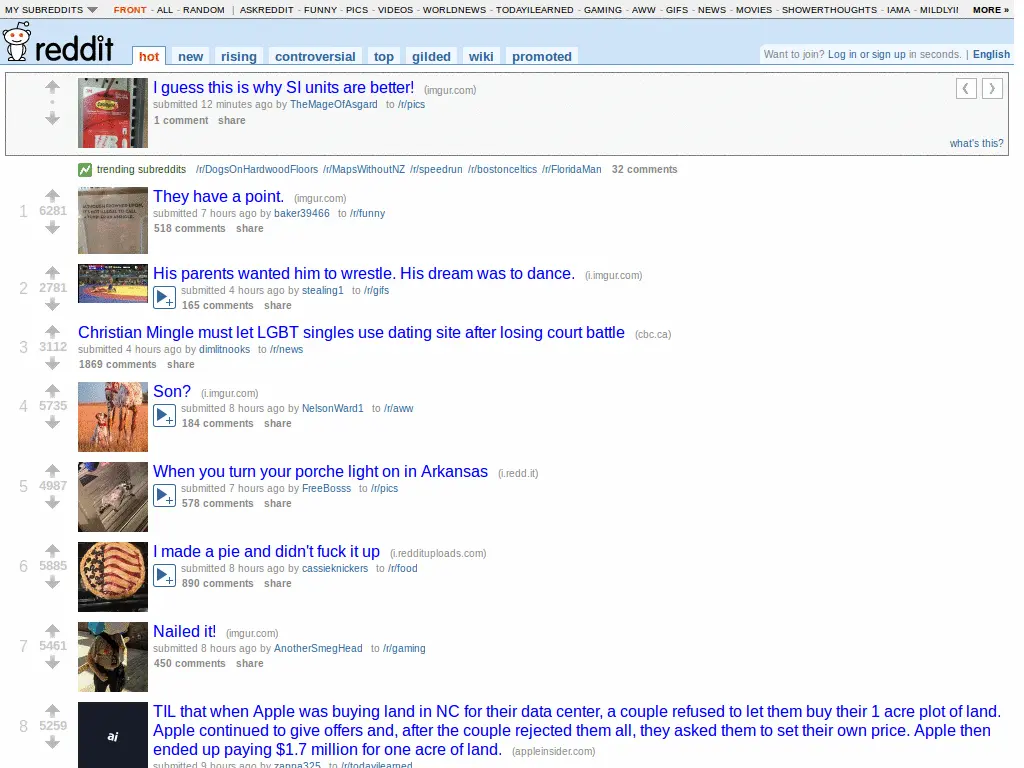 MY SUBREDDITS FRONT - ALL - RANDOM | ASKREDDIT - FUNNY - PICS - VIDEOS - WORLDNEWS - TODAYILEARNED - GAMING - AWW - GIFS - NEWS - MOVIES - SHOWERTHOUGHTS - IAMA - MILDLYII MORE »
reddit hot new rising controversial top gilded wiki promoted Want to join? Log in or sign up in seconds. | English
I guess this is why SI units are better! (imgur.com)
submitted 12 minutes ago by TheMageOfAsgard to /r/pics
1 comment share
what's this?
trending subreddits /r/DogsOnHardwoodFloors /r/MapsWithoutNZ /r/speedrun /r/bostonceltics /r/FloridaMan 32 comments
They have a point. (imgur.com)
1 6281 submitted 7 hours ago by baker39466 to /r/funny
518 comments share
His parents wanted him to wrestle. His dream was to dance. (i.imgur.com)
2 2781 submitted 4 hours ago by stealing1 to /r/gifs
165 comments share
Christian Mingle must let LGBT singles use dating site after losing court battle (cbc.ca)
3 3112 submitted 4 hours ago by dimlitnooks to /r/news
1869 comments share
Son? (i.imgur.com)
4 5735 submitted 8 hours ago by NelsonWard1 to /r/aww
184 comments share
When you turn your porche light on in Arkansas (i.redd.it)
5 4987 submitted 7 hours ago by FreeBosss to /r/pics
578 comments share
I made a pie and didn't fuck it up (i.reddituploads.com)
6 5885 submitted 8 hours ago by cassieknickers to /r/food
890 comments share
Nailed it! (imgur.com)
7 5461 submitted 8 hours ago by AnotherSmegHead to /r/gaming
450 comments share
TIL that when Apple was buying land in NC for their data center, a couple refused to let them buy their 1 acre plot of land.
8 5259 Apple continued to give offers and, after the couple rejected them all, they asked them to set their own price. Apple then
ai ended up paying $1.7 million for one acre of land. (appleinsider.com)
submitted 9 hours ago by zanna325 to /r/todayilearned